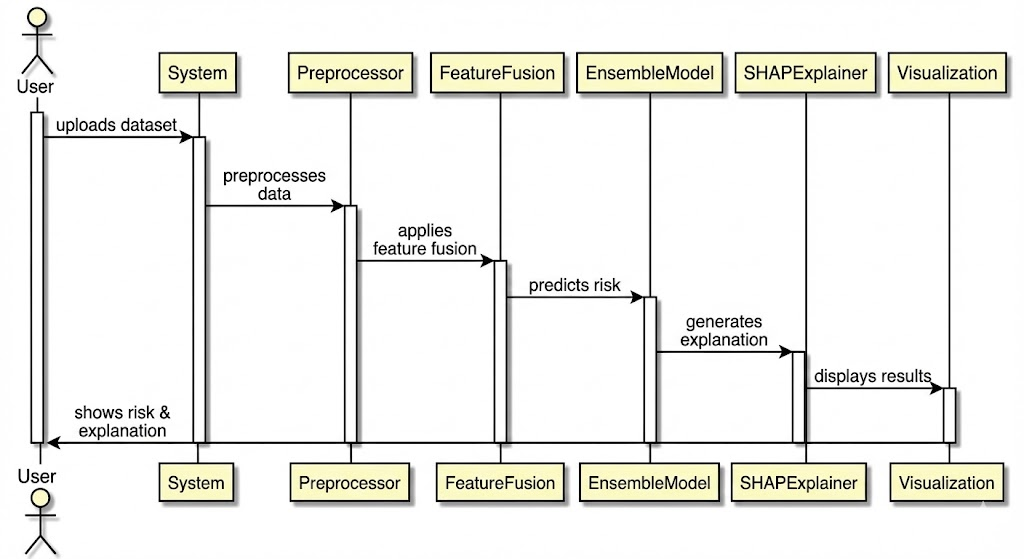 User
System
Preprocessor
FeatureFusion
EnsembleModel
SHAPExplainer
Visualization
uploads dataset
preprocesses
data
applies
feature fusion
predicts risk
generates
explanation
displays results
shows risk &
explanation
User
System
Preprocessor
FeatureFusion
EnsembleModel
SHAPExplainer
Visualization